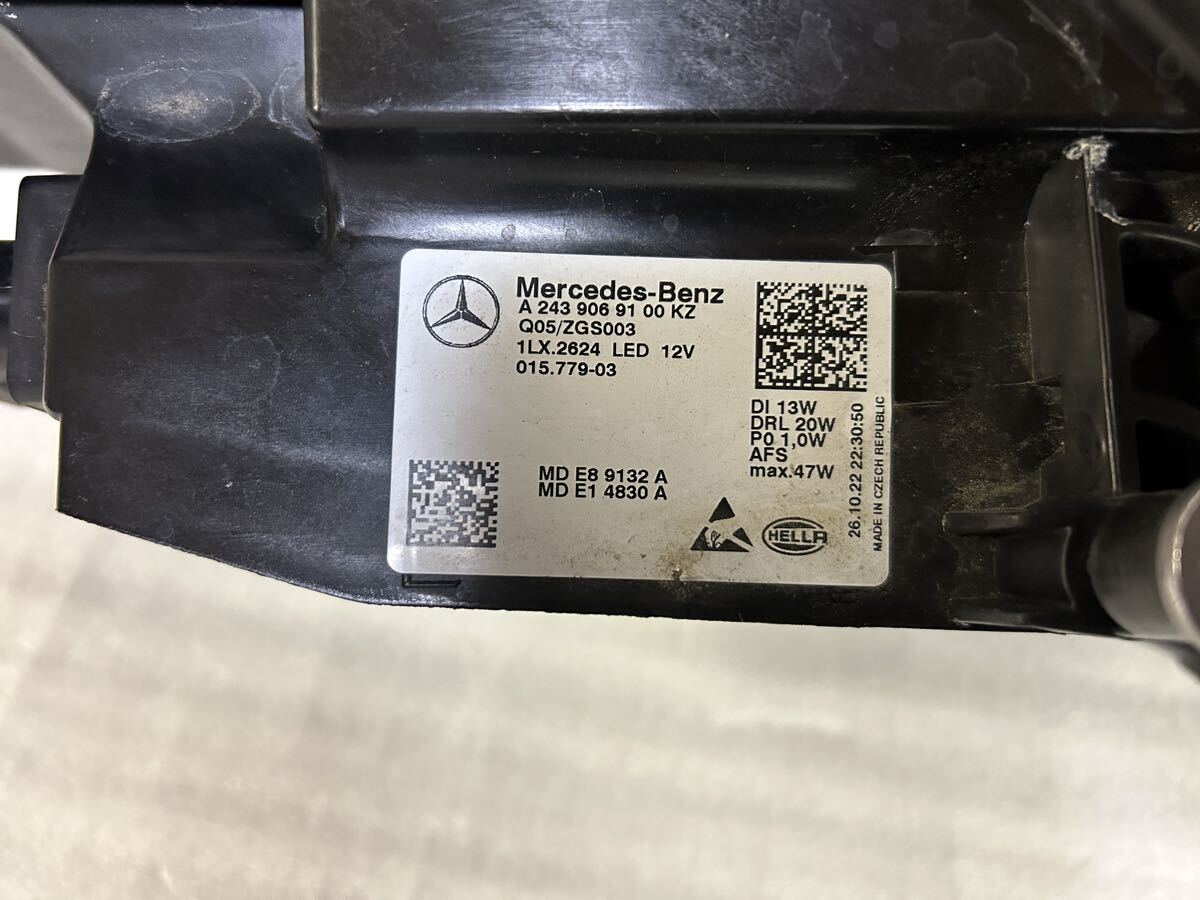 Mercedes-Benz
A 243 906 91 00 KZ
Q05/ZGS003
1LX.2624 LED 12V
015.779-03
DI 13W
DRL 20W
P0 1,0W
AFS
max.47W
MD E8 9132 A
MD E1 4830 A
HELLA
26.10.22 22:30:50
MADE IN CZECH REPUBLIC